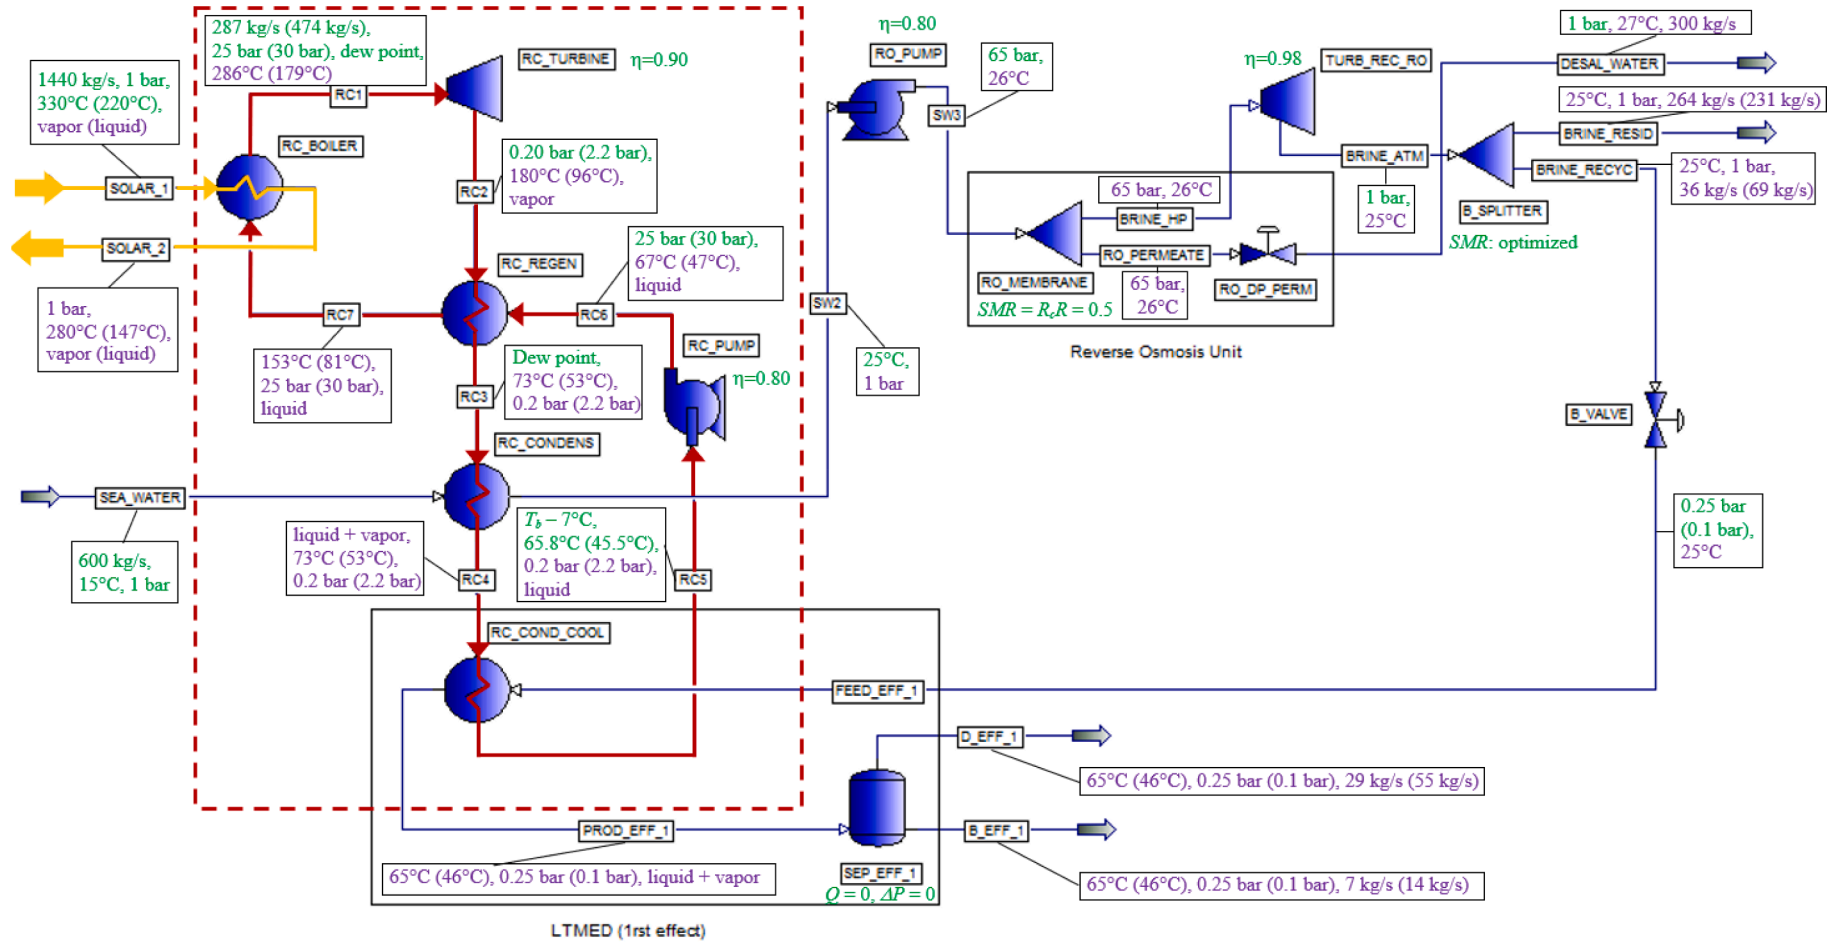 287 kg/s (474 kg/s),
25 bar (30 bar), dew point,
286°C (179°C)
RC_TURBINE
η=0.90
η=0.80
RO_PUMP
65 bar,
26°C
η=0.98
TURB_REC_RO
1 bar, 27°C, 300 kg/s
DESAL_WATER
25°C, 1 bar, 264 kg/s (231 kg/s)
BRINE_RESID
1440 kg/s, 1 bar,
330°C (220°C),
vapor (liquid)
RC1
RC_BOILER
SW3
0.20 bar (2.2 bar),
180°C (96°C),
vapor
BRINE_ATM
BRINE_RECYC
25°C, 1 bar,
36 kg/s (69 kg/s)
SOLAR_1
RC2
65 bar, 26°C
BRINE_HP
1 bar,
25°C
B_SPLITTER
SMR: optimized
SOLAR_2
25 bar (30 bar),
67°C (47°C),
liquid
RC_REGEN
RO_PERMEATE
RO_MEMBRANE
65 bar,
26°C
RO_DP_PERM
SMR = RcR = 0.5
1 bar,
280°C (147°C),
vapor (liquid)
RC7
RC6
SW2
Reverse Osmosis Unit
153°C (81°C),
25 bar (30 bar),
liquid
Dew point,
73°C (53°C),
0.2 bar (2.2 bar)
RC_PUMP
η=0.80
25°C,
1 bar
RC3
B_VALVE
RC_CONDENS
SEA_WATER
600 kg/s,
15°C, 1 bar
liquid + vapor,
73°C (53°C),
0.2 bar (2.2 bar)
RC4
Tb – 7°C,
65.8°C (45.5°C),
0.2 bar (2.2 bar),
liquid
RC5
0.25 bar
(0.1 bar),
25°C
RC_COND_COOL
FEED_EFF_1
D_EFF_1
65°C (46°C), 0.25 bar (0.1 bar), 29 kg/s (55 kg/s)
PROD_EFF_1
B_EFF_1
65°C (46°C), 0.25 bar (0.1 bar), liquid + vapor
SEP_EFF_1
Q = 0, ΔP = 0
65°C (46°C), 0.25 bar (0.1 bar), 7 kg/s (14 kg/s)
LTMED (1rst effect)